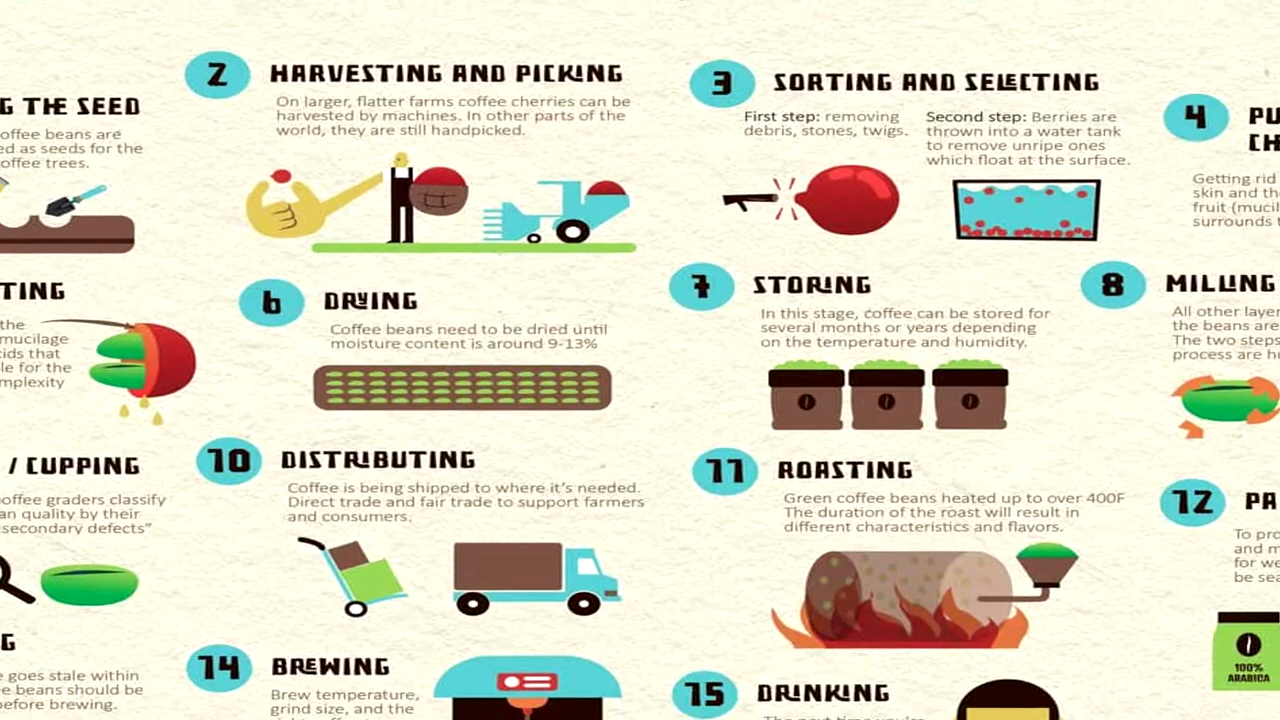 G THE SEED
offee beans are
ed as seeds for the
offee trees.
2
HARVESTING AND PICKING
On larger, flatter farms coffee cherries can be
harvested by machines. In other parts of the
world, they are still handpicked.
3
SORTING AND SELECTING
First step: removing
debris, stones, twigs.
Second step: Berries are
thrown into a water tank
to remove unripe ones
which float at the surface.
4
PU
CH
Getting rid
skin and the
fruit (mucil
surrounds t
TING
the
mucilage
cids that
le for the
mplexity
6
DRYING
Coffee beans need to be dried until
moisture content is around 9-13%
7
STORING
In this stage, coffee can be stored for
several months or years depending
on the temperature and humidity.
8
MILLING
All other layer
the beans are
The two steps
process are hu
/ CUPPING
offee graders classify
an quality by their
secondary defects”
10
DISTRIBUTING
Coffee is being shipped to where it’s needed.
Direct trade and fair trade to support farmers
and consumers.
11
ROASTING
Green coffee beans heated up to over 400F
The duration of the roast will result in
different characteristics and flavors.
12
PA
To pro
and m
for we
be sea
100%
ARABICA
G
e goes stale within
e beans should be
before brewing.
14
BREWING
Brew temperature,
grind size, and the
15
DRINKING
The next time you're